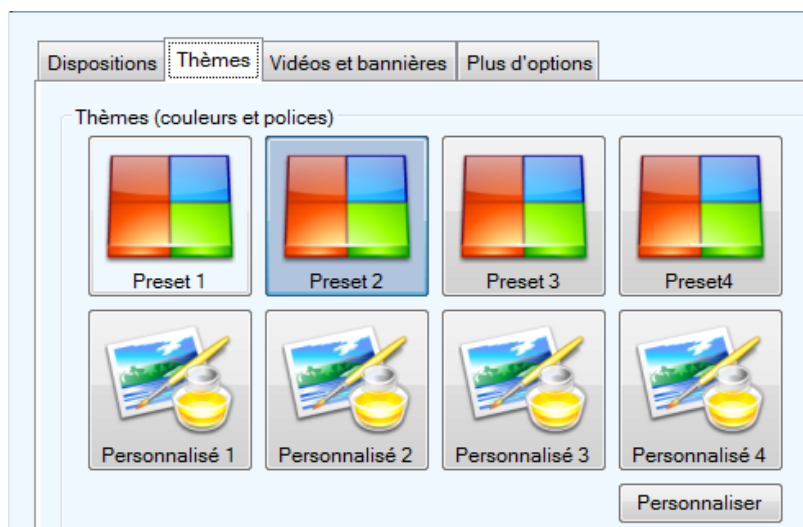 Dispositions Thèmes Vidéos et bannières Plus d'options
Thèmes (couleurs et polices)
Preset 1 Preset 2 Preset 3 Preset4
Personnalisé 1 Personnalisé 2 Personnalisé 3 Personnalisé 4
Personnaliser